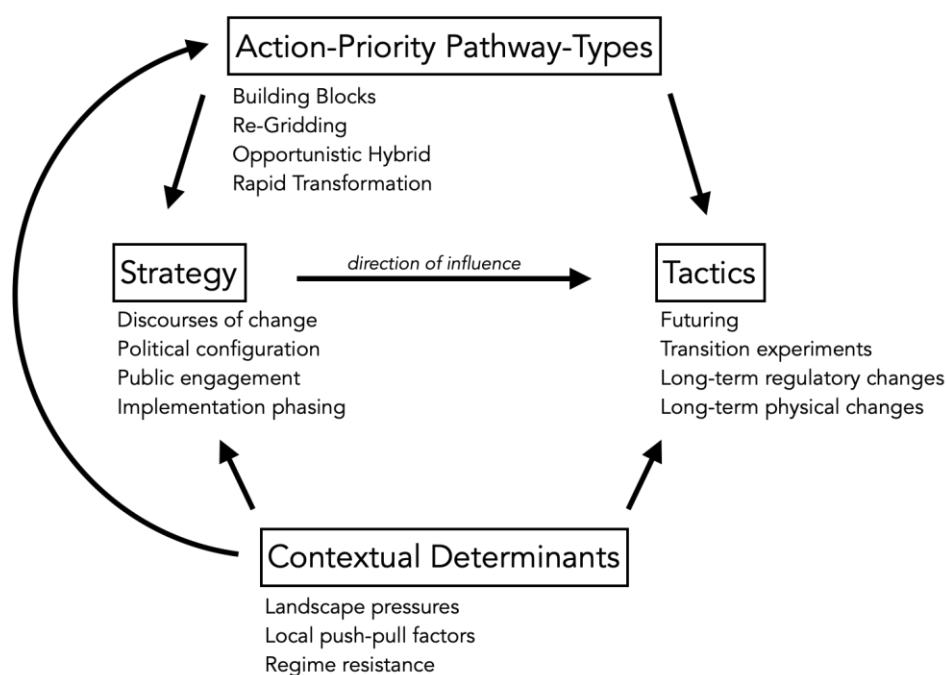 Action-Priority Pathway-Types
Building Blocks
Re-Gridding
Opportunistic Hybrid
Rapid Transformation
Strategy
direction of influence
Tactics
Discourses of change
Political configuration
Public engagement
Implementation phasing
Futuring
Transition experiments
Long-term regulatory changes
Long-term physical changes
Contextual Determinants
Landscape pressures
Local push-pull factors
Regime resistance